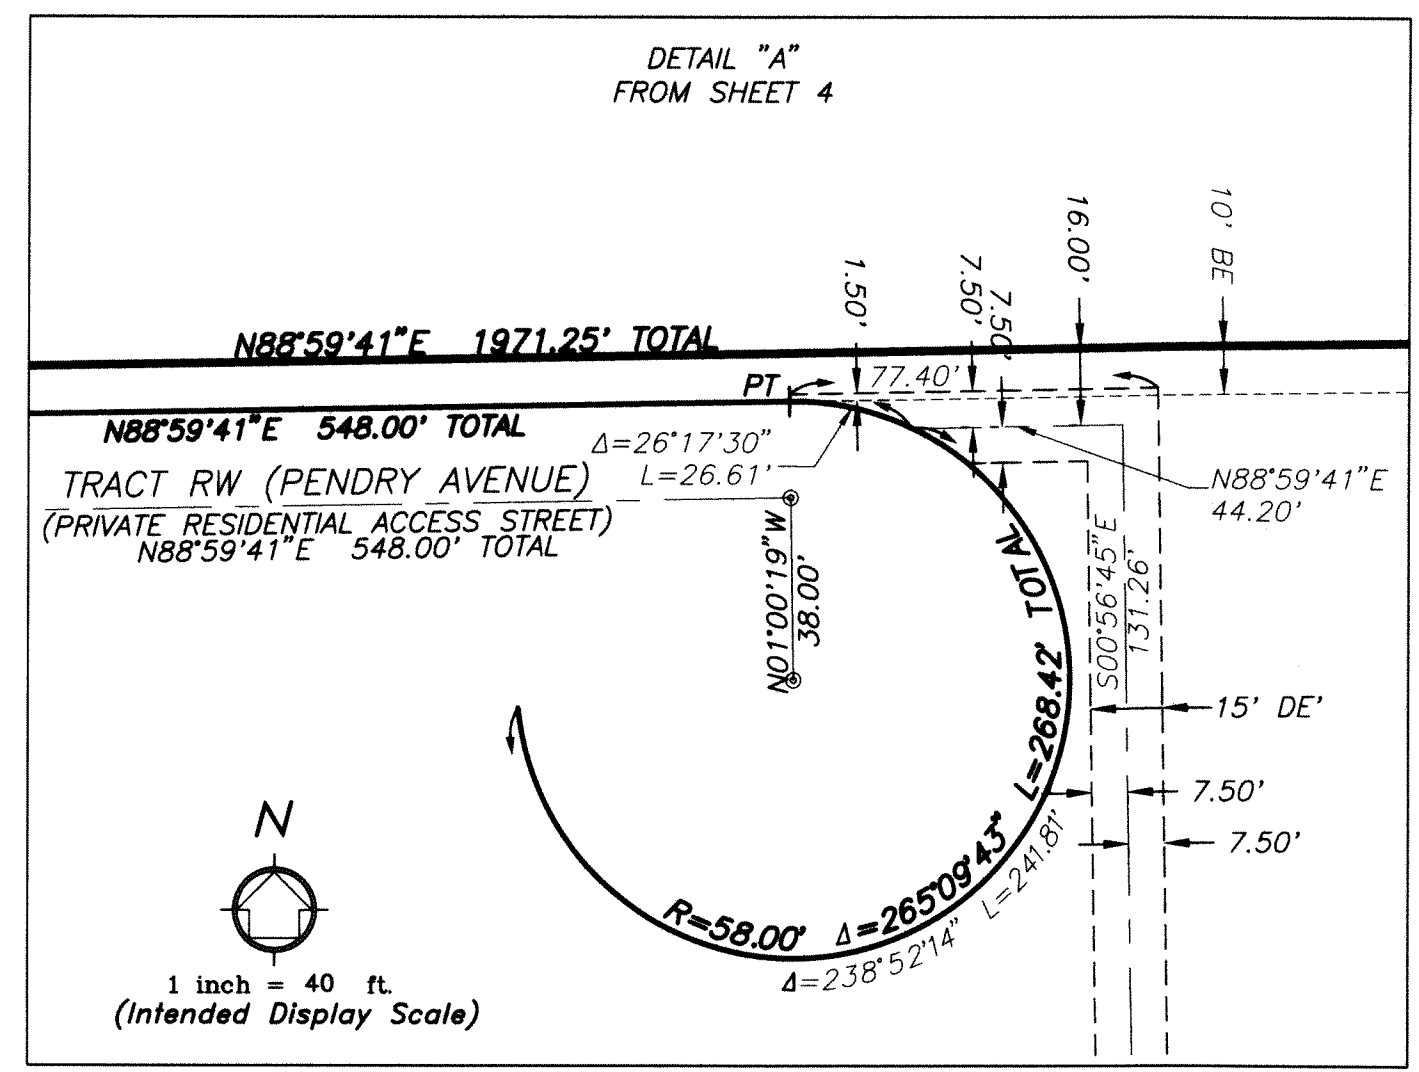 DETAIL "A"
FROM SHEET 4
10' BE
16.00'
7.50'
7.50'
1.50'
N88°59'41"E 1971.25' TOTAL
PT
77.40'
N88°59'41"E 548.00' TOTAL
Δ=26°17'30"
L=26.61'
TRACT RW (PENDRY AVENUE)
(PRIVATE RESIDENTIAL ACCESS STREET)
N88°59'41"E 548.00' TOTAL
N88°59'41"E
44.20'
N01°00'19"W
38.00'
S00°56'45"E
131.26'
15' DE'
7.50'
7.50'
R=58.00' Δ=265°09'43" L=268.42' TOTAL
Δ=238°52'14" L=241.81'
N
1 inch = 40 ft.
(Intended Display Scale)